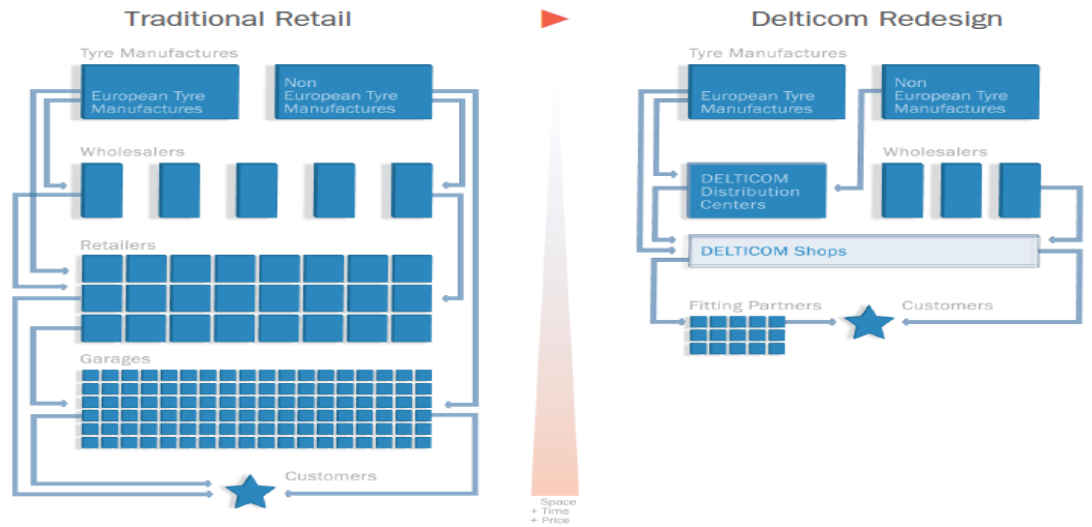 Traditional Retail
Tyre Manufactures
European Tyre
Manufactures
Non
European Tyre
Manufactures
Wholesalers
Retailers
Garages
Customers
Space
+ Time
+ Price
Delticom Redesign
Tyre Manufactures
European Tyre
Manufactures
Non
European Tyre
Manufactures
DELTICOM
Distribution
Centers
Wholesalers
DELTICOM Shops
Fitting Partners
Customers